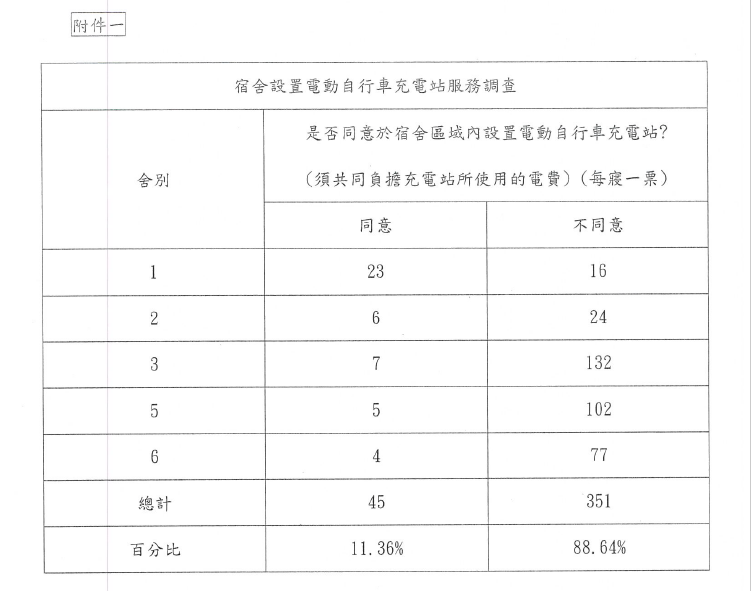 附件一
宿舍設置電動自行車充電站服務調查
舍別
是否同意於宿舍區域內設置電動自行車充電站?
(須共同負擔充電站所使用的電費)(每寢一票)
同意 不同意
1 23 16
2 6 24
3 7 132
5 5 102
6 4 77
總計 45 351
百分比 11.36% 88.64%